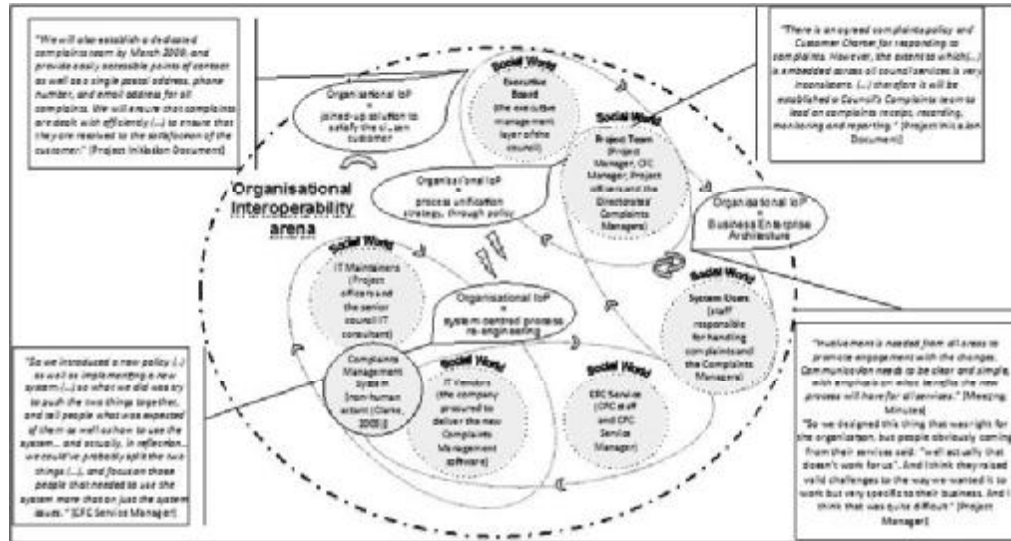 "We will also establish a dedicated
complaints team by March 2009, and
provide easily accessible points of contact
as well as a single postal address, phone
number, and email address for all
complaints. We will ensure that complaints
are dealt with efficiently (...) to ensure that
they are resolved to the satisfaction of the
customer." [Project Initiation Document]
"There is an agreed complaints policy and
Customer Charter for responding to
complaints. However, the extent to which (...)
is embedded across all council services is very
inconsistent. (...) therefore is will be
established a Council's Complaints team to
lead on complaints receipt, recording,
monitoring and reporting." [Project Initiation
Document]
Organisational IoP
=
joined-up solution to
satisfy the citizen
customer
Social World
Executive
Board
(the executive
management
layer of the
council)
Social World
Project Team
(Project
Manager, CFC
Manager, Project
officers and the
Directorates'
Complaints
Managers)
Organisational IoP
=
process unification
strategy, through policy
Organisational
Interoperability
arena
Organisational IoP
=
Business Enterprise
Architecture
Social World
IT Maintainers
(Project
officers and
the senior
council IT
consultant)
Organisational IoP
=
system centred process
re-engineering
Social World
System Users
(staff
responsible
for handling
complaints and
the Complaints
Managers)
Complaints
Management
System
(non-human
actant (Clarke,
2005))
Social World
IT Vendors
(the company
procured to
deliver the new
Complaints
Management
software)
Social World
CFC Service
(CFC staff
and CFC
Service
Manager)
"So we introduced a new policy (..)
as well as implementing a new
system (...) so what we did was try
to push the two things together,
and tell people what was expected
of them as well as how to use the
system... and actually, in reflection...
we could've probably split the two
things (...), and focus on those
people that needed to use the
system more than on just the system
issues." [CFC Service Manager]
"Involvement is needed from all areas to
promote engagement with the changes.
Communication needs to be clear and simple,
with emphasis on what benefits the new
process will have for all services." [Meeting
Minutes]
"So we designed this thing that was right for
the organisation, but people obviously coming
from their services said: "well actually that
doesn't work for us". And I think they raised
valid challenges to the way we wanted it to
work but very specific to their business. And I
think that was quite difficult" [Project
Manager]